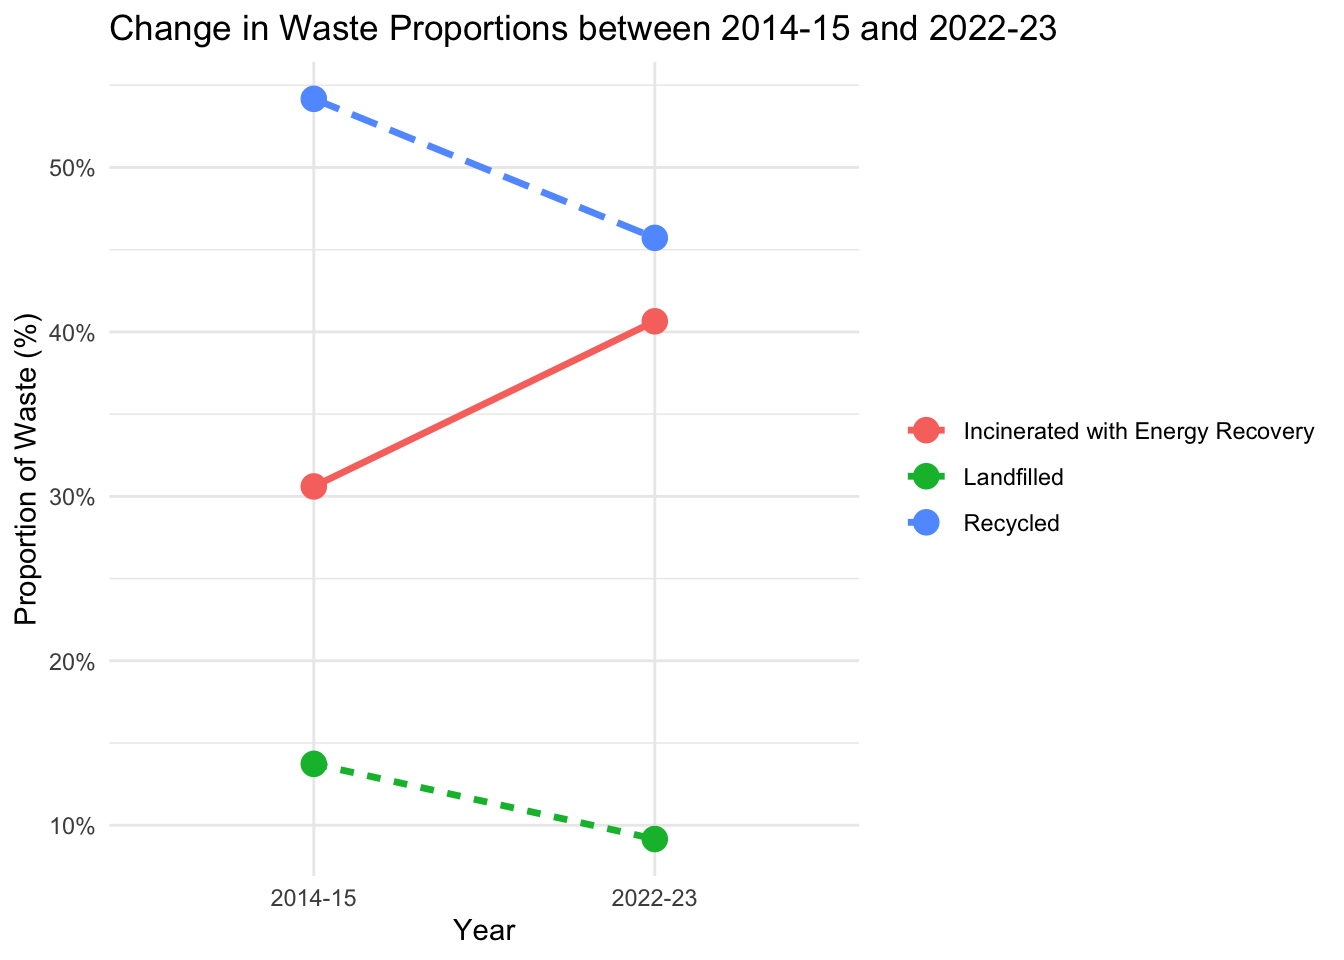 Change in Waste Proportions between 2014-15 and 2022-23
Proportion of Waste (%)
50%
40%
30%
20%
10%
2014-15
2022-23
Year
Incinerated with Energy Recovery
Landfilled
Recycled